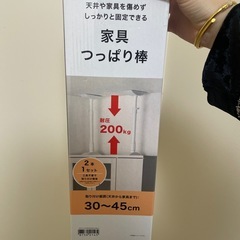 天井や家具を傷めず
しっかりと固定できる
家具
つっぱり棒
耐圧
200kg
2本
1セット
30〜45cm